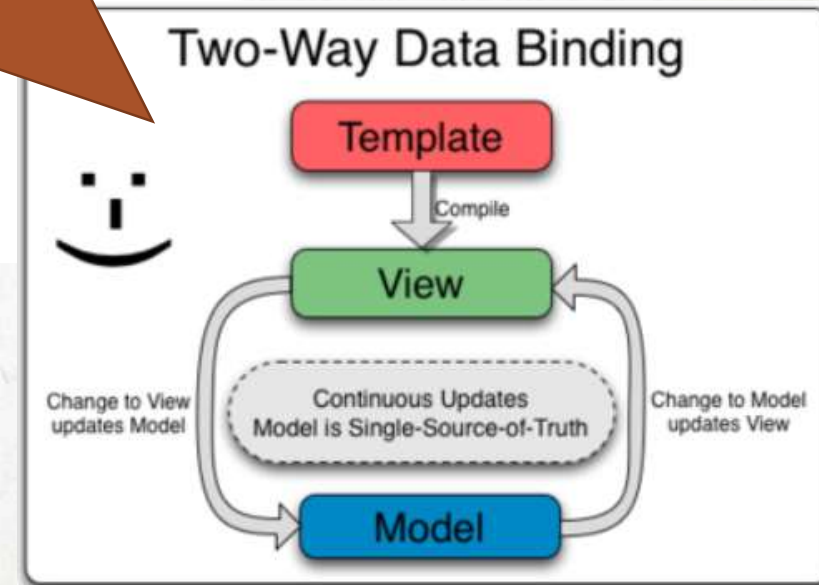 Two-Way Data Binding
Template
Compile
View
Change to View
updates Model
Continuous Updates
Model is Single-Source-of-Truth
Change to Model
updates View
Model